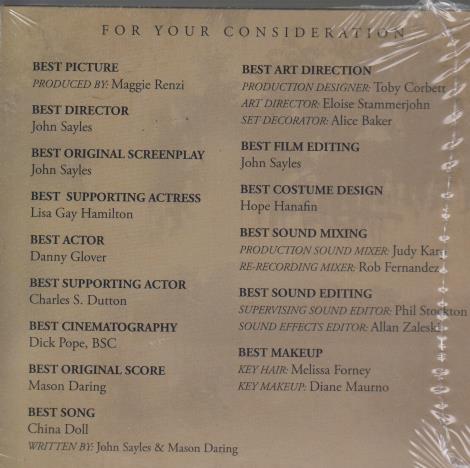 FOR YOUR CONSIDERATION
BEST PICTURE
PRODUCED BY: Maggie Renzi
BEST DIRECTOR
John Sayles
BEST ORIGINAL SCREENPLAY
John Sayles
BEST SUPPORTING ACTRESS
Lisa Gay Hamilton
BEST ACTOR
Danny Glover
BEST SUPPORTING ACTOR
Charles S. Dutton
BEST CINEMATOGRAPHY
Dick Pope, BSC
BEST ORIGINAL SCORE
Mason Daring
BEST SONG
China Doll
WRITTEN BY: John Sayles & Mason Daring
BEST ART DIRECTION
PRODUCTION DESIGNER: Toby Corbett
ART DIRECTOR: Eloise Stammerjohn
SET DECORATOR: Alice Baker
BEST FILM EDITING
John Sayles
BEST COSTUME DESIGN
Hope Hanafin
BEST SOUND MIXING
PRODUCTION SOUND MIXER: Judy Karp
RE-RECORDING MIXER: Rob Fernandez
BEST SOUND EDITING
SUPERVISING SOUND EDITOR: Phil Stockton
SOUND EFFECTS EDITOR: Allan Zaleski
BEST MAKEUP
KEY HAIR: Melissa Forney
KEY MAKEUP: Diane Maurno